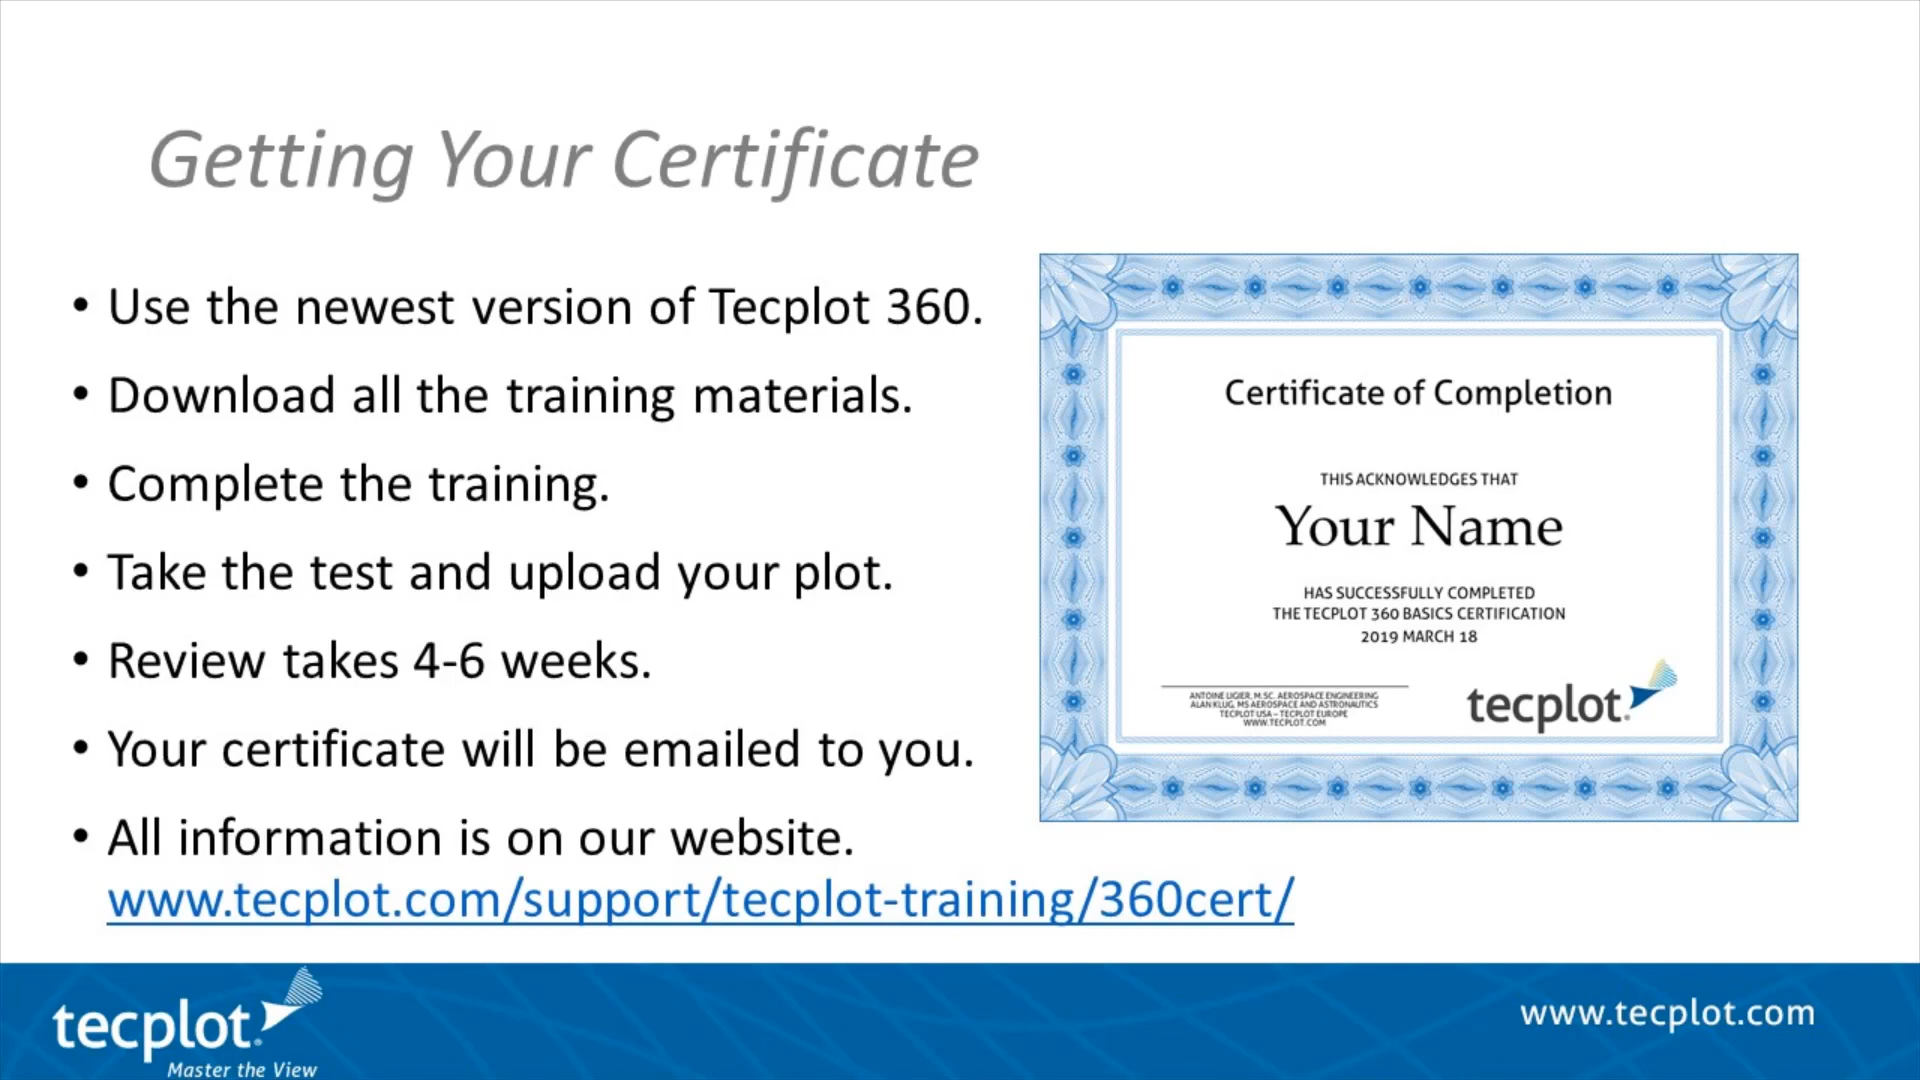 Getting Your Certificate
• Use the newest version of Tecplot 360.
• Download all the training materials.
• Complete the training.
• Take the test and upload your plot.
• Review takes 4-6 weeks.
• Your certificate will be emailed to you.
• All information is on our website.
www.tecplot.com/support/tecplot-training/360cert/
Certificate of Completion
THIS ACKNOWLEDGES THAT
Your Name
HAS SUCCESSFULLY COMPLETED
THE TECPLOT 360 BASICS CERTIFICATION
2019 MARCH 18
ANTOINE LIGIER, M.SC. AEROSPACE ENGINEERING
ALAN KLUG, MS AEROSPACE AND ASTRONAUTICS
TECPLOT USA – TECPLOT EUROPE
WWW.TECPLOT.COM
tecplot.
tecplot.
Master the View
www.tecplot.com